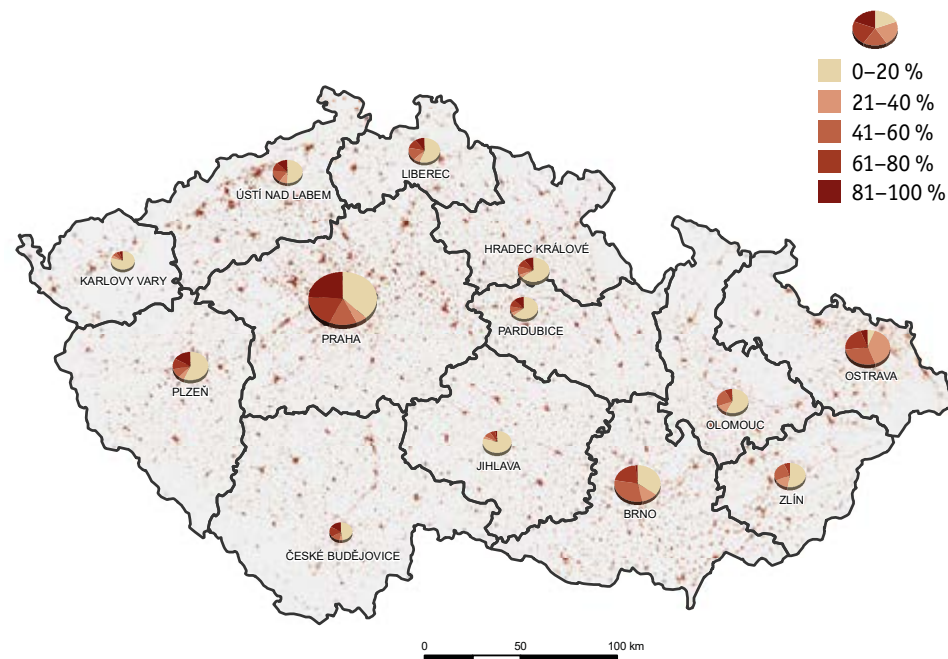 0–20 %
21–40 %
41–60 %
61–80 %
81–100 %
LIBEREC
ÚSTÍ NAD LABEM
HRADEC KRÁLOVÉ
KARLOVY VARY
PARDUBICE
PRAHA
OSTRAVA
PLZEŇ
OLOMOUC
JIHLAVA
ZLÍN
BRNO
ČESKÉ BUDĚJOVICE
0 50 100 km